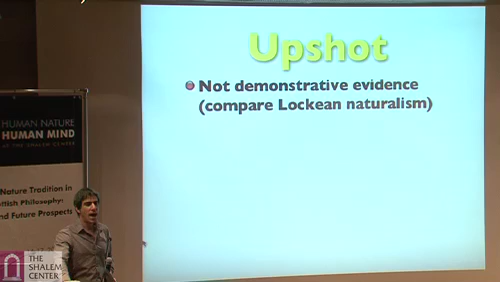 Upshot
Not demonstrative evidence
(compare Lockean naturalism)
HUMAN NATURE
HUMAN MIND
AT THE SHALEM CENTER
Nature Tradition in
ttish Philosophy:
nd Future Prospects
THE
SHALEM
CENTER